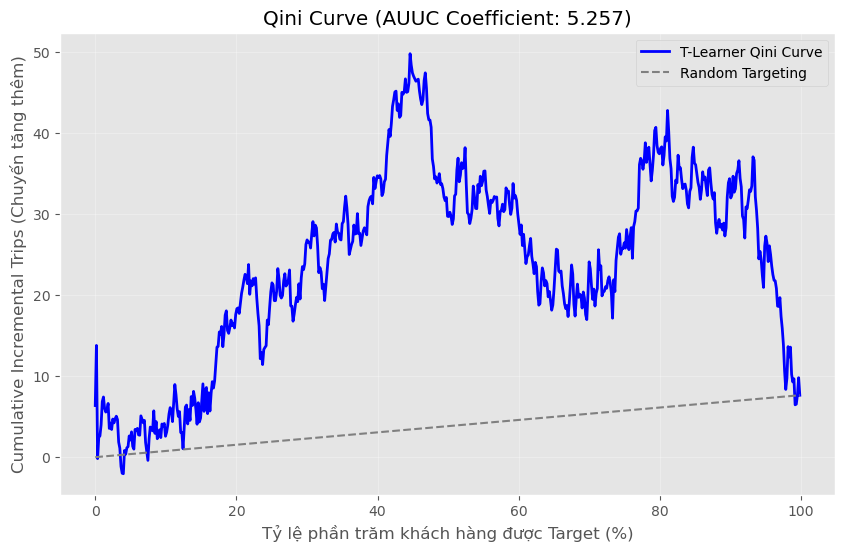 Qini Curve (AUUC Coefficient: 5.257)
T-Learner Qini Curve
Random Targeting
Cumulative Incremental Trips (Chuyến tăng thêm)
50
40
30
20
10
0
0 20 40 60 80 100
Tỷ lệ phần trăm khách hàng được Target (%)